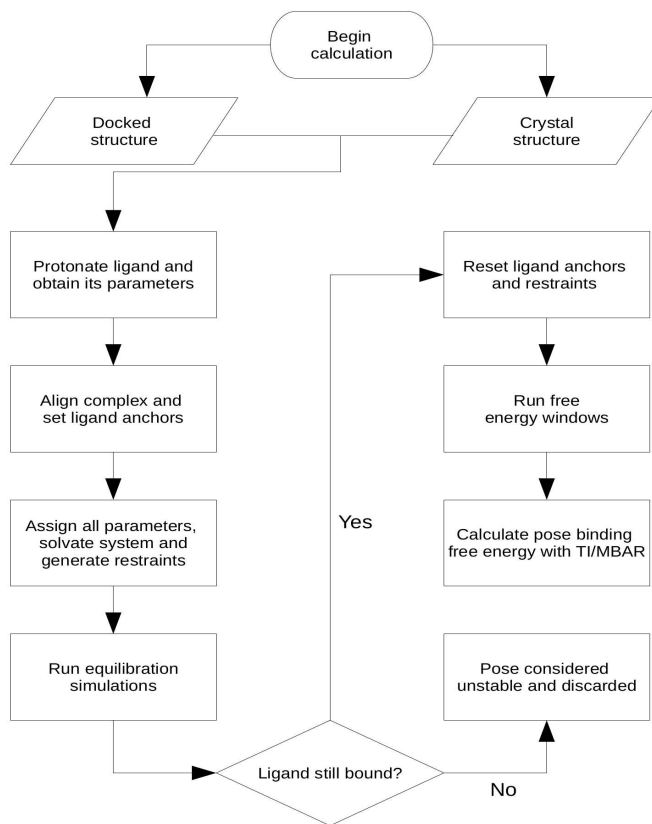 Begin
calculation
Docked
structure
Crystal
structure
Protonate ligand and
obtain its parameters
Align complex and
set ligand anchors
Assign all parameters,
solvate system and
generate restraints
Run equilibration
simulations
Ligand still bound?
Yes
Reset ligand anchors
and restraints
Run free
energy windows
Calculate pose binding
free energy with TI/MBAR
No
Pose considered
unstable and discarded